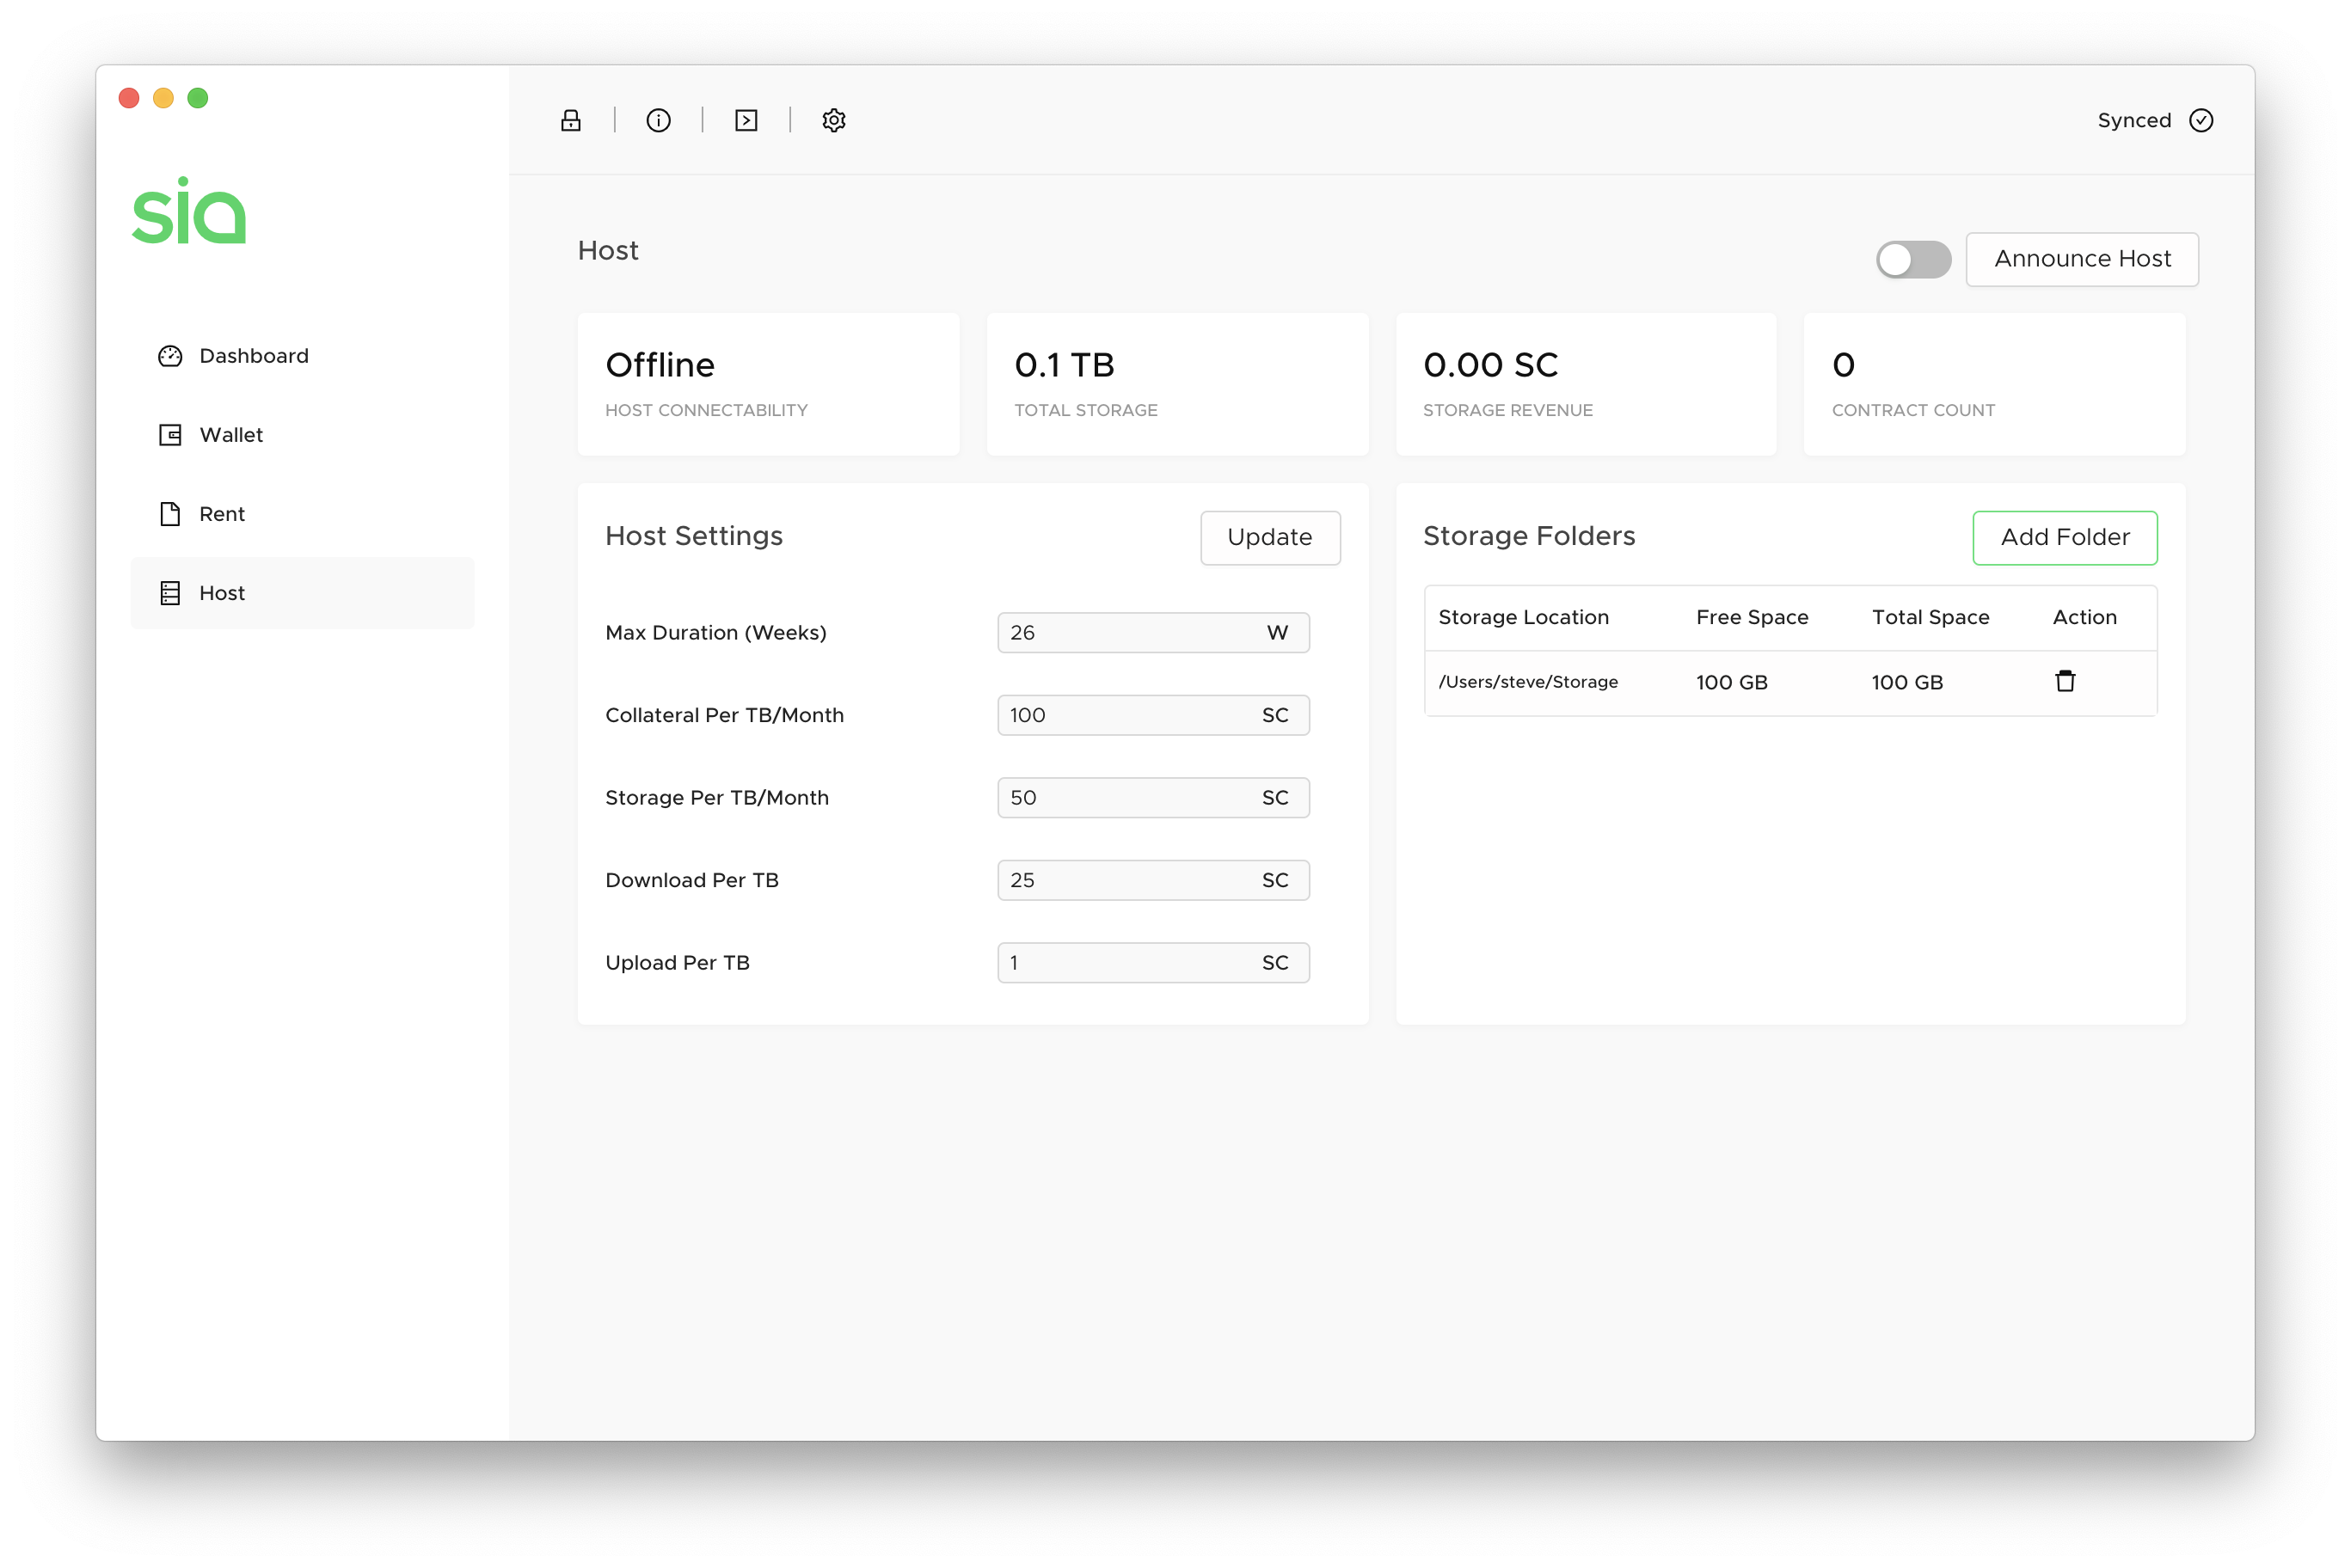 Synced
sia
Dashboard
Wallet
Rent
Host
Host
Announce Host
Offline
HOST CONNECTABILITY
0.1 TB
TOTAL STORAGE
0.00 SC
STORAGE REVENUE
0
CONTRACT COUNT
Host Settings
Update
Max Duration (Weeks)
26 W
Collateral Per TB/Month
100 SC
Storage Per TB/Month
50 SC
Download Per TB
25 SC
Upload Per TB
1 SC
Storage Folders
Add Folder
Storage Location Free Space Total Space Action
/Users/steve/Storage 100 GB 100 GB